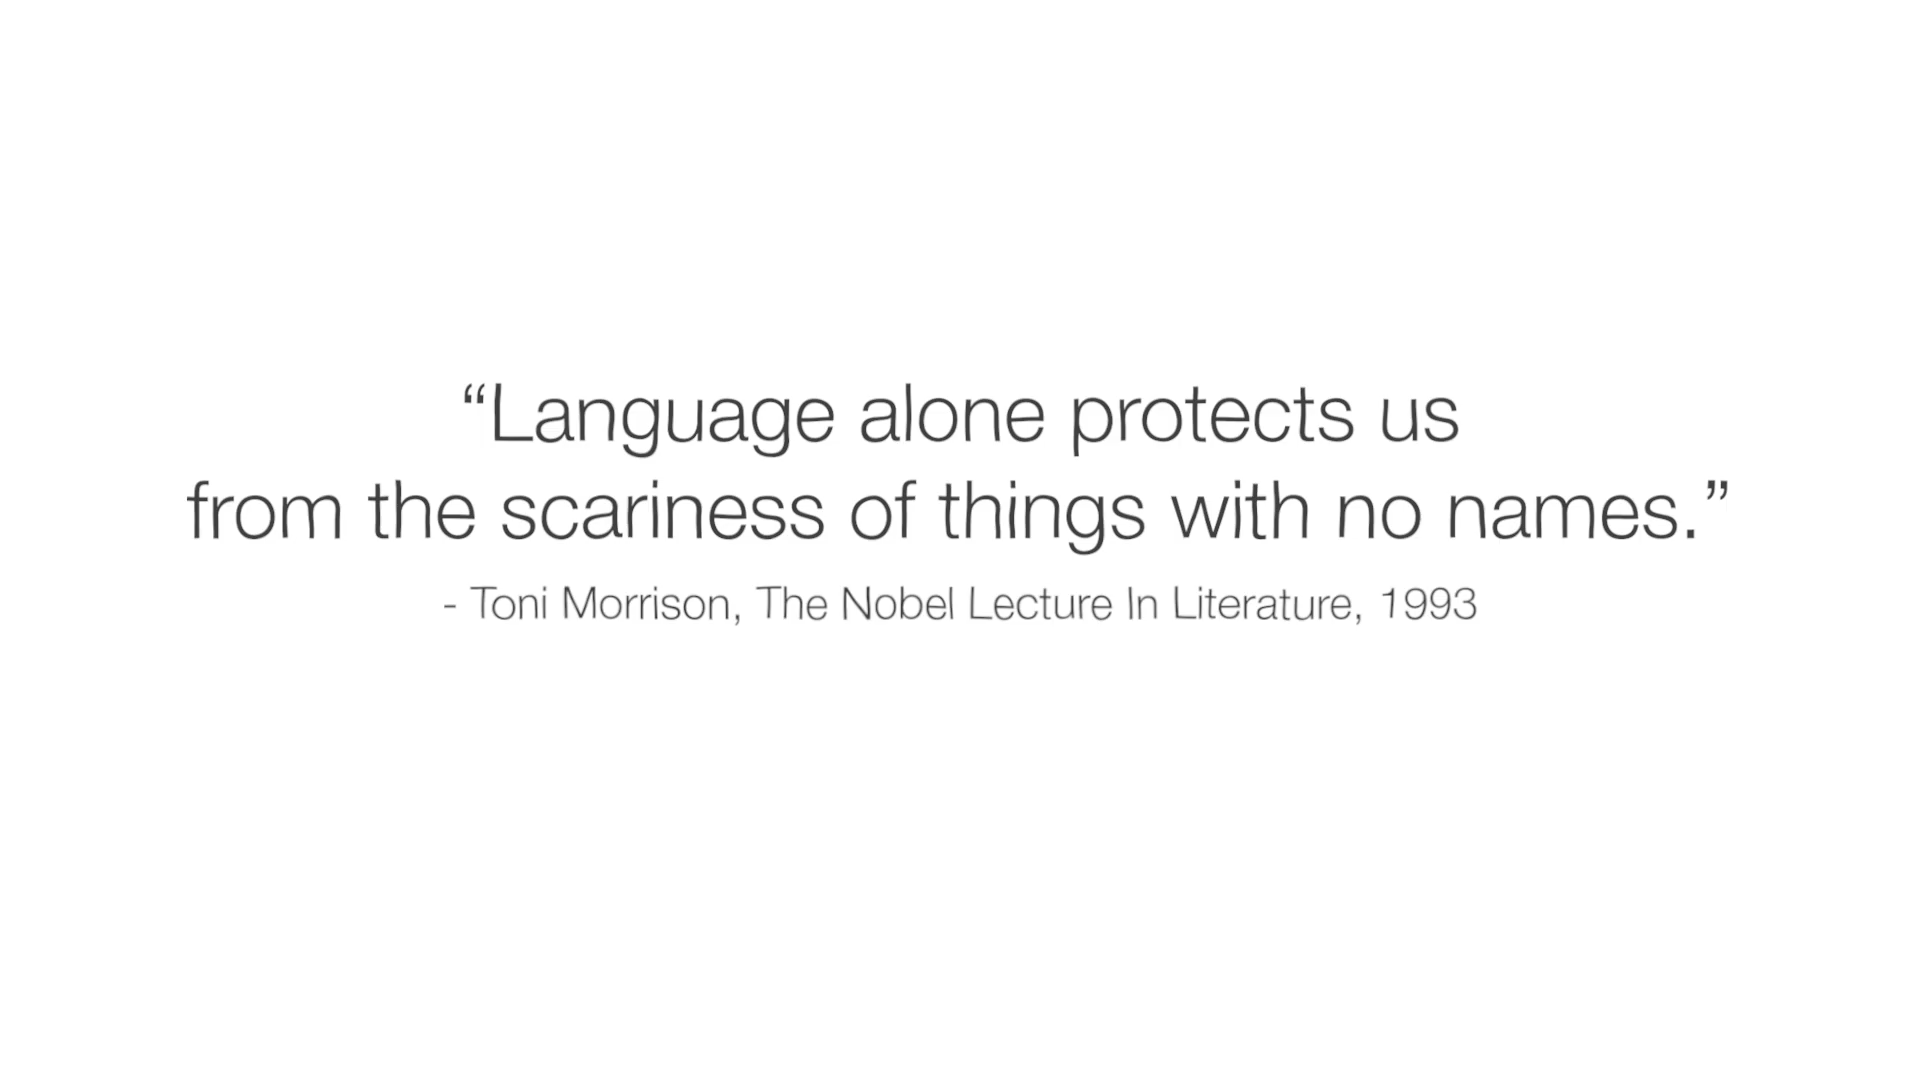 “Language alone protects us
from the scariness of things with no names.”
- Toni Morrison, The Nobel Lecture In Literature, 1993